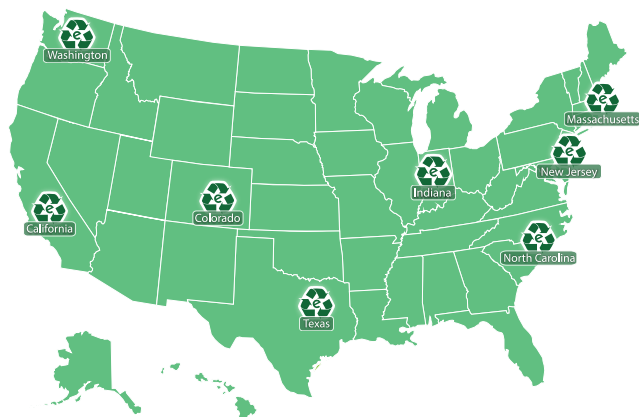 e
Washington
e
Massachusetts
e
New Jersey
e
Indiana
e
Colorado
e
California
e
North Carolina
e
Texas